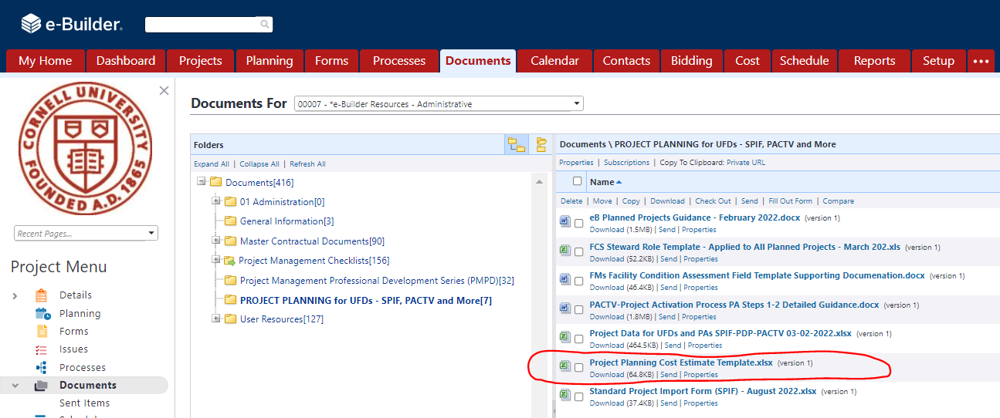 e-Builder.
My Home Dashboard Projects Planning Forms Processes Documents Calendar Contacts Bidding Cost Schedule Reports Setup •••
CORNELL UNIVERSITY
FOUNDED A.D. 1865
Recent Pages...
Project Menu
Details
Planning
Forms
Issues
Processes
Documents
Sent Items
Documents For 00007 - *e-Builder Resources - Administrative
Folders
Expand All | Collapse All | Refresh All
Documents[416]
01 Administration[0]
General Information[3]
Master Contractual Documents[90]
Project Management Checklists[156]
Project Management Professional Development Series (PMPD)[32]
PROJECT PLANNING for UFDs - SPIF, PACTV and More[7]
User Resources[127]
Documents \ PROJECT PLANNING for UFDs - SPIF, PACTV and More
Properties | Subscriptions | Copy To Clipboard: Private URL
Name
Delete | Move | Copy | Download | Check Out | Send | Fill Out Form | Compare
eB Planned Projects Guidance - February 2022.docx (version 1)
Download (1.5MB) | Send | Properties
FCS Steward Role Template - Applied to All Planned Projects - March 202.xls (version 1)
Download (52.2KB) | Send | Properties
FMs Facility Condition Assessment Field Template Supporting Documenation.docx (version 1)
Download (46.4KB) | Send | Properties
PACTV-Project Activation Process PA Steps 1-2 Detailed Guidance.docx (version 1)
Download (1.8MB) | Send | Properties
Project Data for UFDs and PAs SPIF-PDP-PACTV 03-02-2022.xlsx (version 1)
Download (464.5KB) | Send | Properties
Project Planning Cost Estimate Template.xlsx (version 1)
Download (64.8KB) | Send | Properties
Standard Project Import Form (SPIF) - August 2022.xlsx (version 1)
Download (37.4KB) | Send | Properties